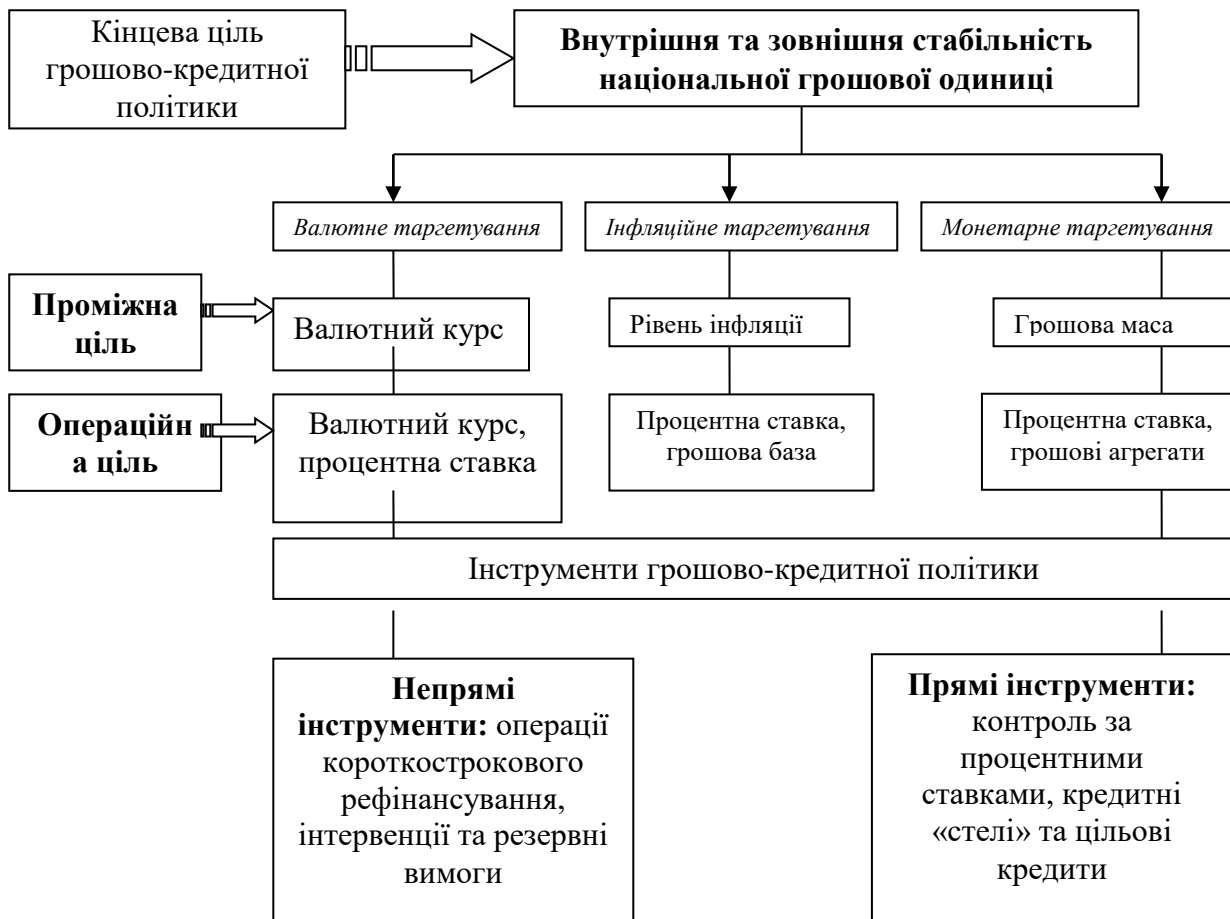 Кінцева ціль
грошово-кредитної
політики
Внутрішня та зовнішня стабільність
національної грошової одиниці
Валютне таргетування
Інфляційне таргетування
Монетарне таргетування
Проміжна
ціль
Валютний курс
Рівень інфляції
Грошова маса
Операційн
а ціль
Валютний курс,
процентна ставка
Процентна ставка,
грошова база
Процентна ставка,
грошові агрегати
Інструменти грошово-кредитної політики
Непрямі
інструменти: операції
короткострокового
рефінансування,
інтервенції та резервні
вимоги
Прямі інструменти:
контроль за
процентними
ставками, кредитні
«стелі» та цільові
кредити